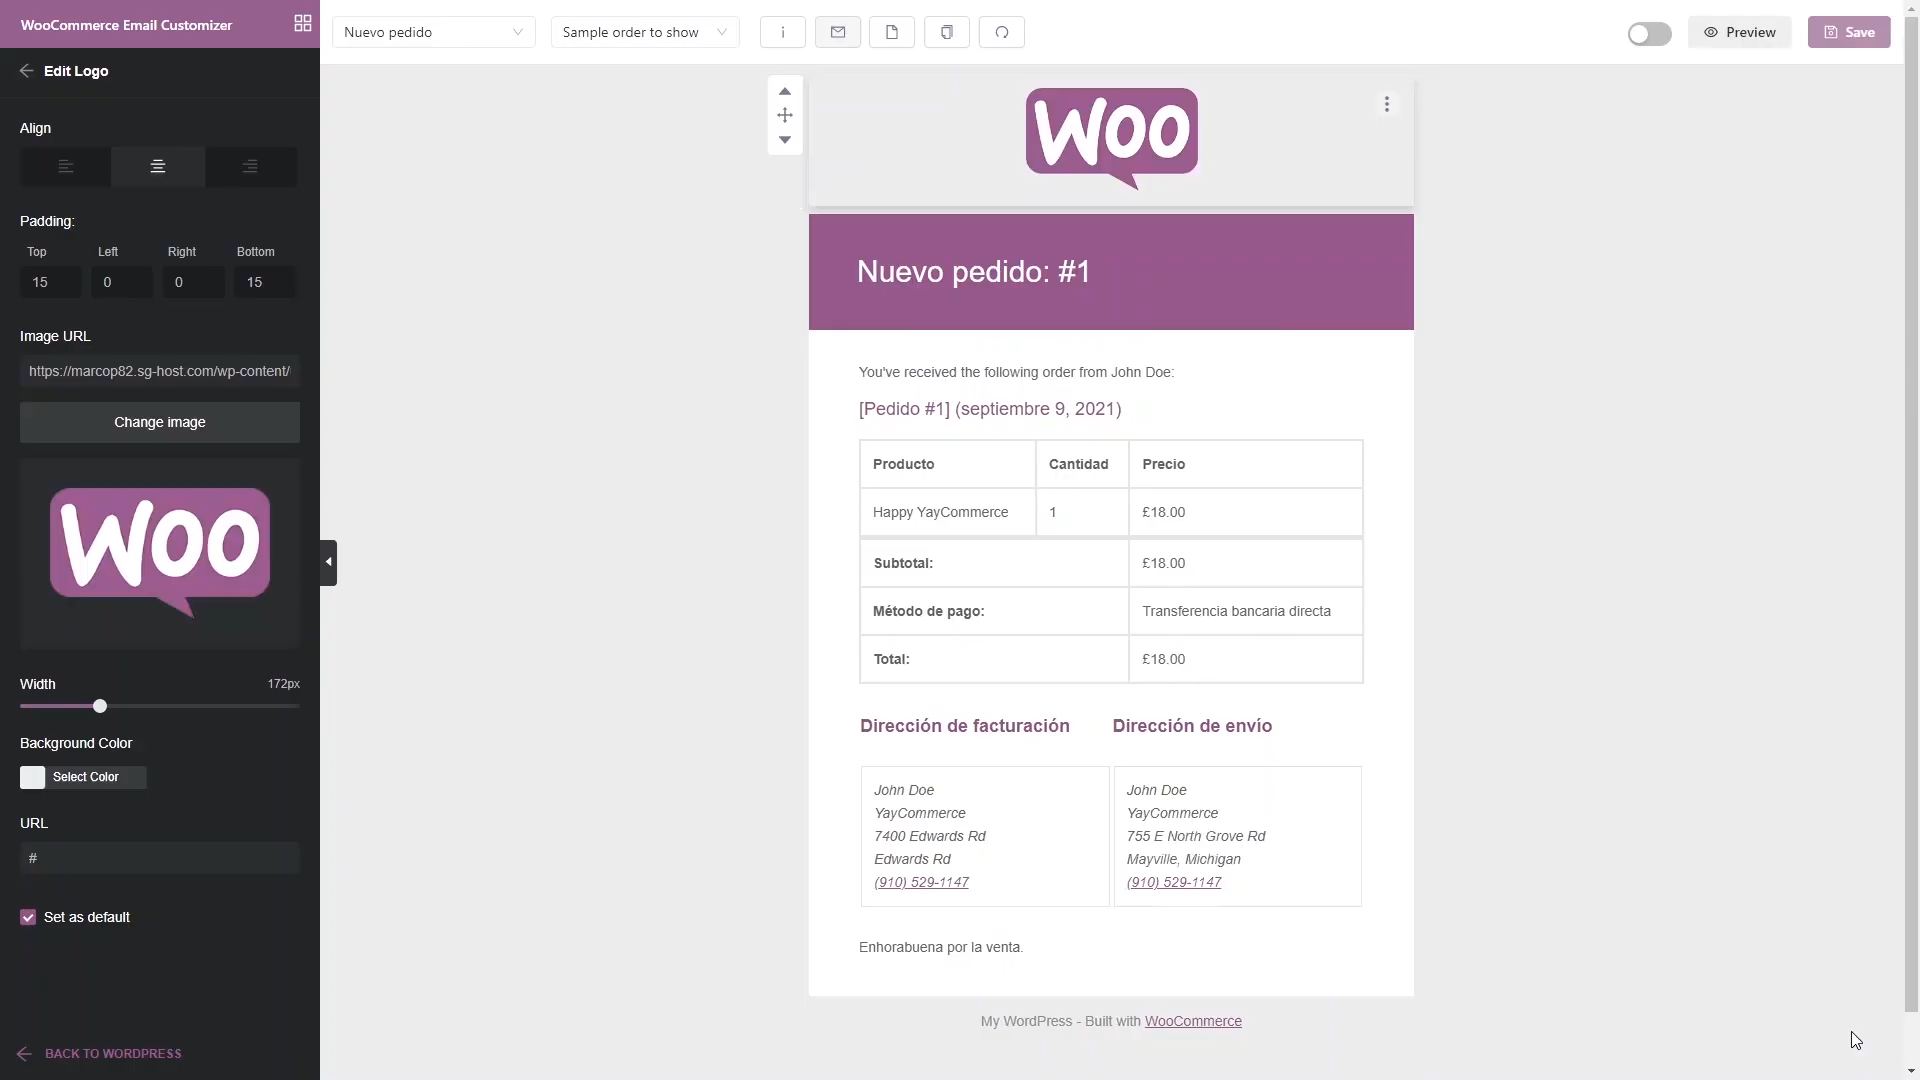 WooCommerce Email Customizer
Nuevo pedido
Sample order to show
i
Preview
Save
Edit Logo
Align
Padding:
Top Left Right Bottom
15 0 0 15
Image URL
https://marcop82.sg-host.com/wp-content/
Change image
Woo
Width 172px
Background Color
Select Color
URL
#
Set as default
BACK TO WORDPRESS
Woo
Nuevo pedido: #1
You've received the following order from John Doe:
[Pedido #1] (septiembre 9, 2021)
Producto Cantidad Precio
Happy YayCommerce 1 £18.00
Subtotal: £18.00
Método de pago: Transferencia bancaria directa
Total: £18.00
Dirección de facturación
John Doe
YayCommerce
7400 Edwards Rd
Edwards Rd
(910) 529-1147
Dirección de envío
John Doe
YayCommerce
755 E North Grove Rd
Mayville, Michigan
(910) 529-1147
Enhorabuena por la venta.
My WordPress - Built with WooCommerce